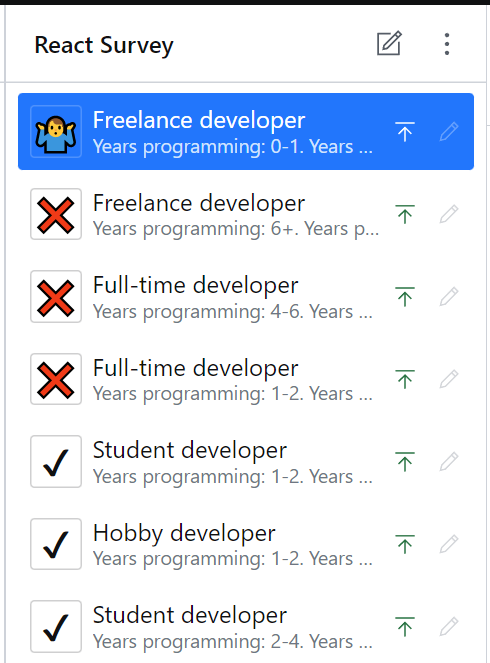 React Survey
Freelance developer
Years programming: 0-1. Years ...
Freelance developer
Years programming: 6+. Years p...
Full-time developer
Years programming: 4-6. Years ...
Full-time developer
Years programming: 1-2. Years ...
Student developer
Years programming: 1-2. Years ...
Hobby developer
Years programming: 1-2. Years ...
Student developer
Years programming: 2-4. Years ...